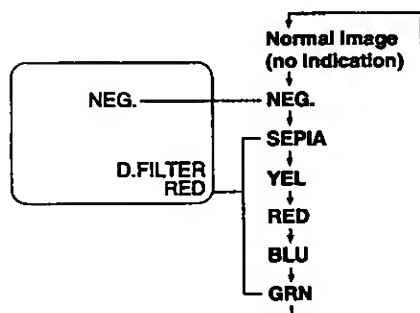 Normal Image
(no Indication)
NEG.
NEG.
SEPIA
D.FILTER
RED
YEL
RED
BLU
GRN